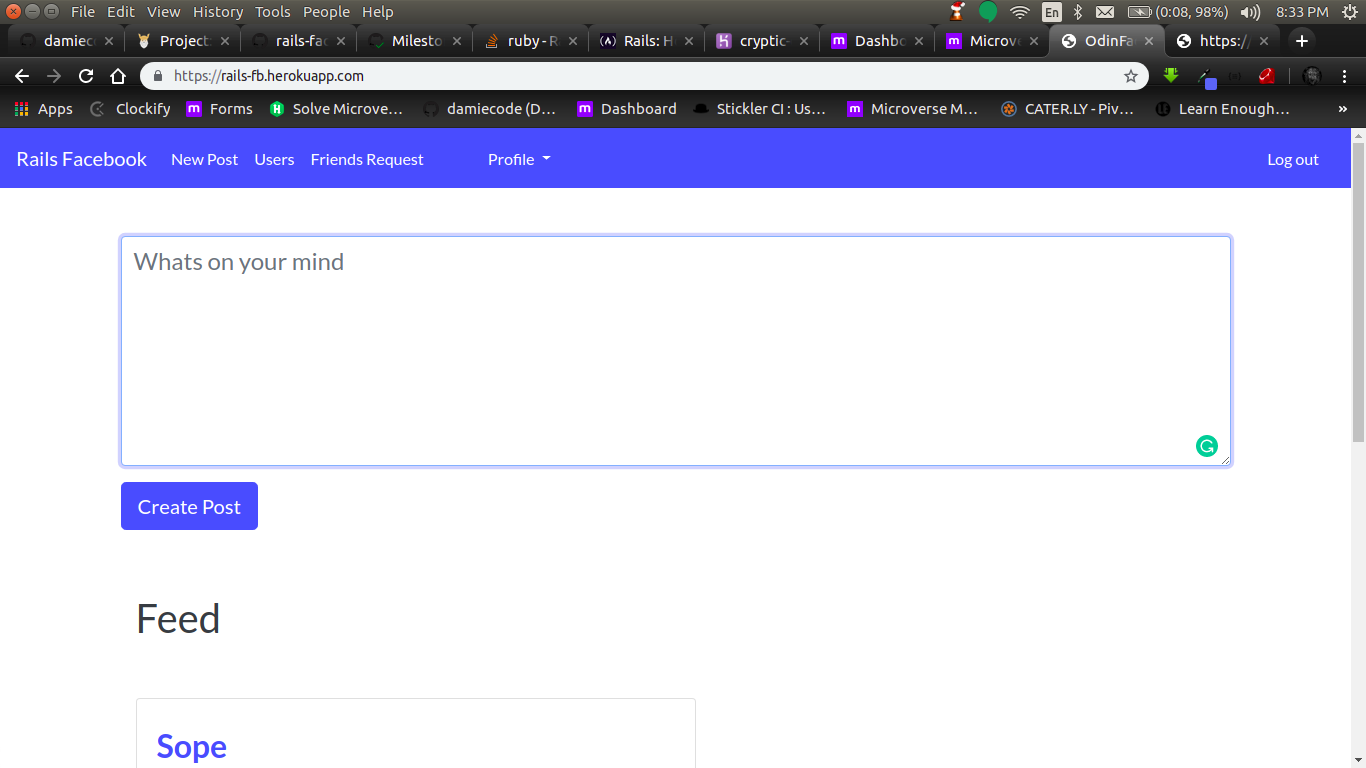 File Edit View History Tools People Help En (0:08, 98%) 8:33 PM
damiec Project: rails-fac Milesto ruby - R Rails: H cryptic- Dashbo Microve OdinFa https://
https://rails-fb.herokuapp.com
Apps Clockify Forms Solve Microve... damiecode (D... Dashboard Stickler CI : Us... Microverse M... CATER.LY - Piv... Learn Enough... »
Rails Facebook New Post Users Friends Request Profile Log out
Whats on your mind
Create Post
Feed
Sope